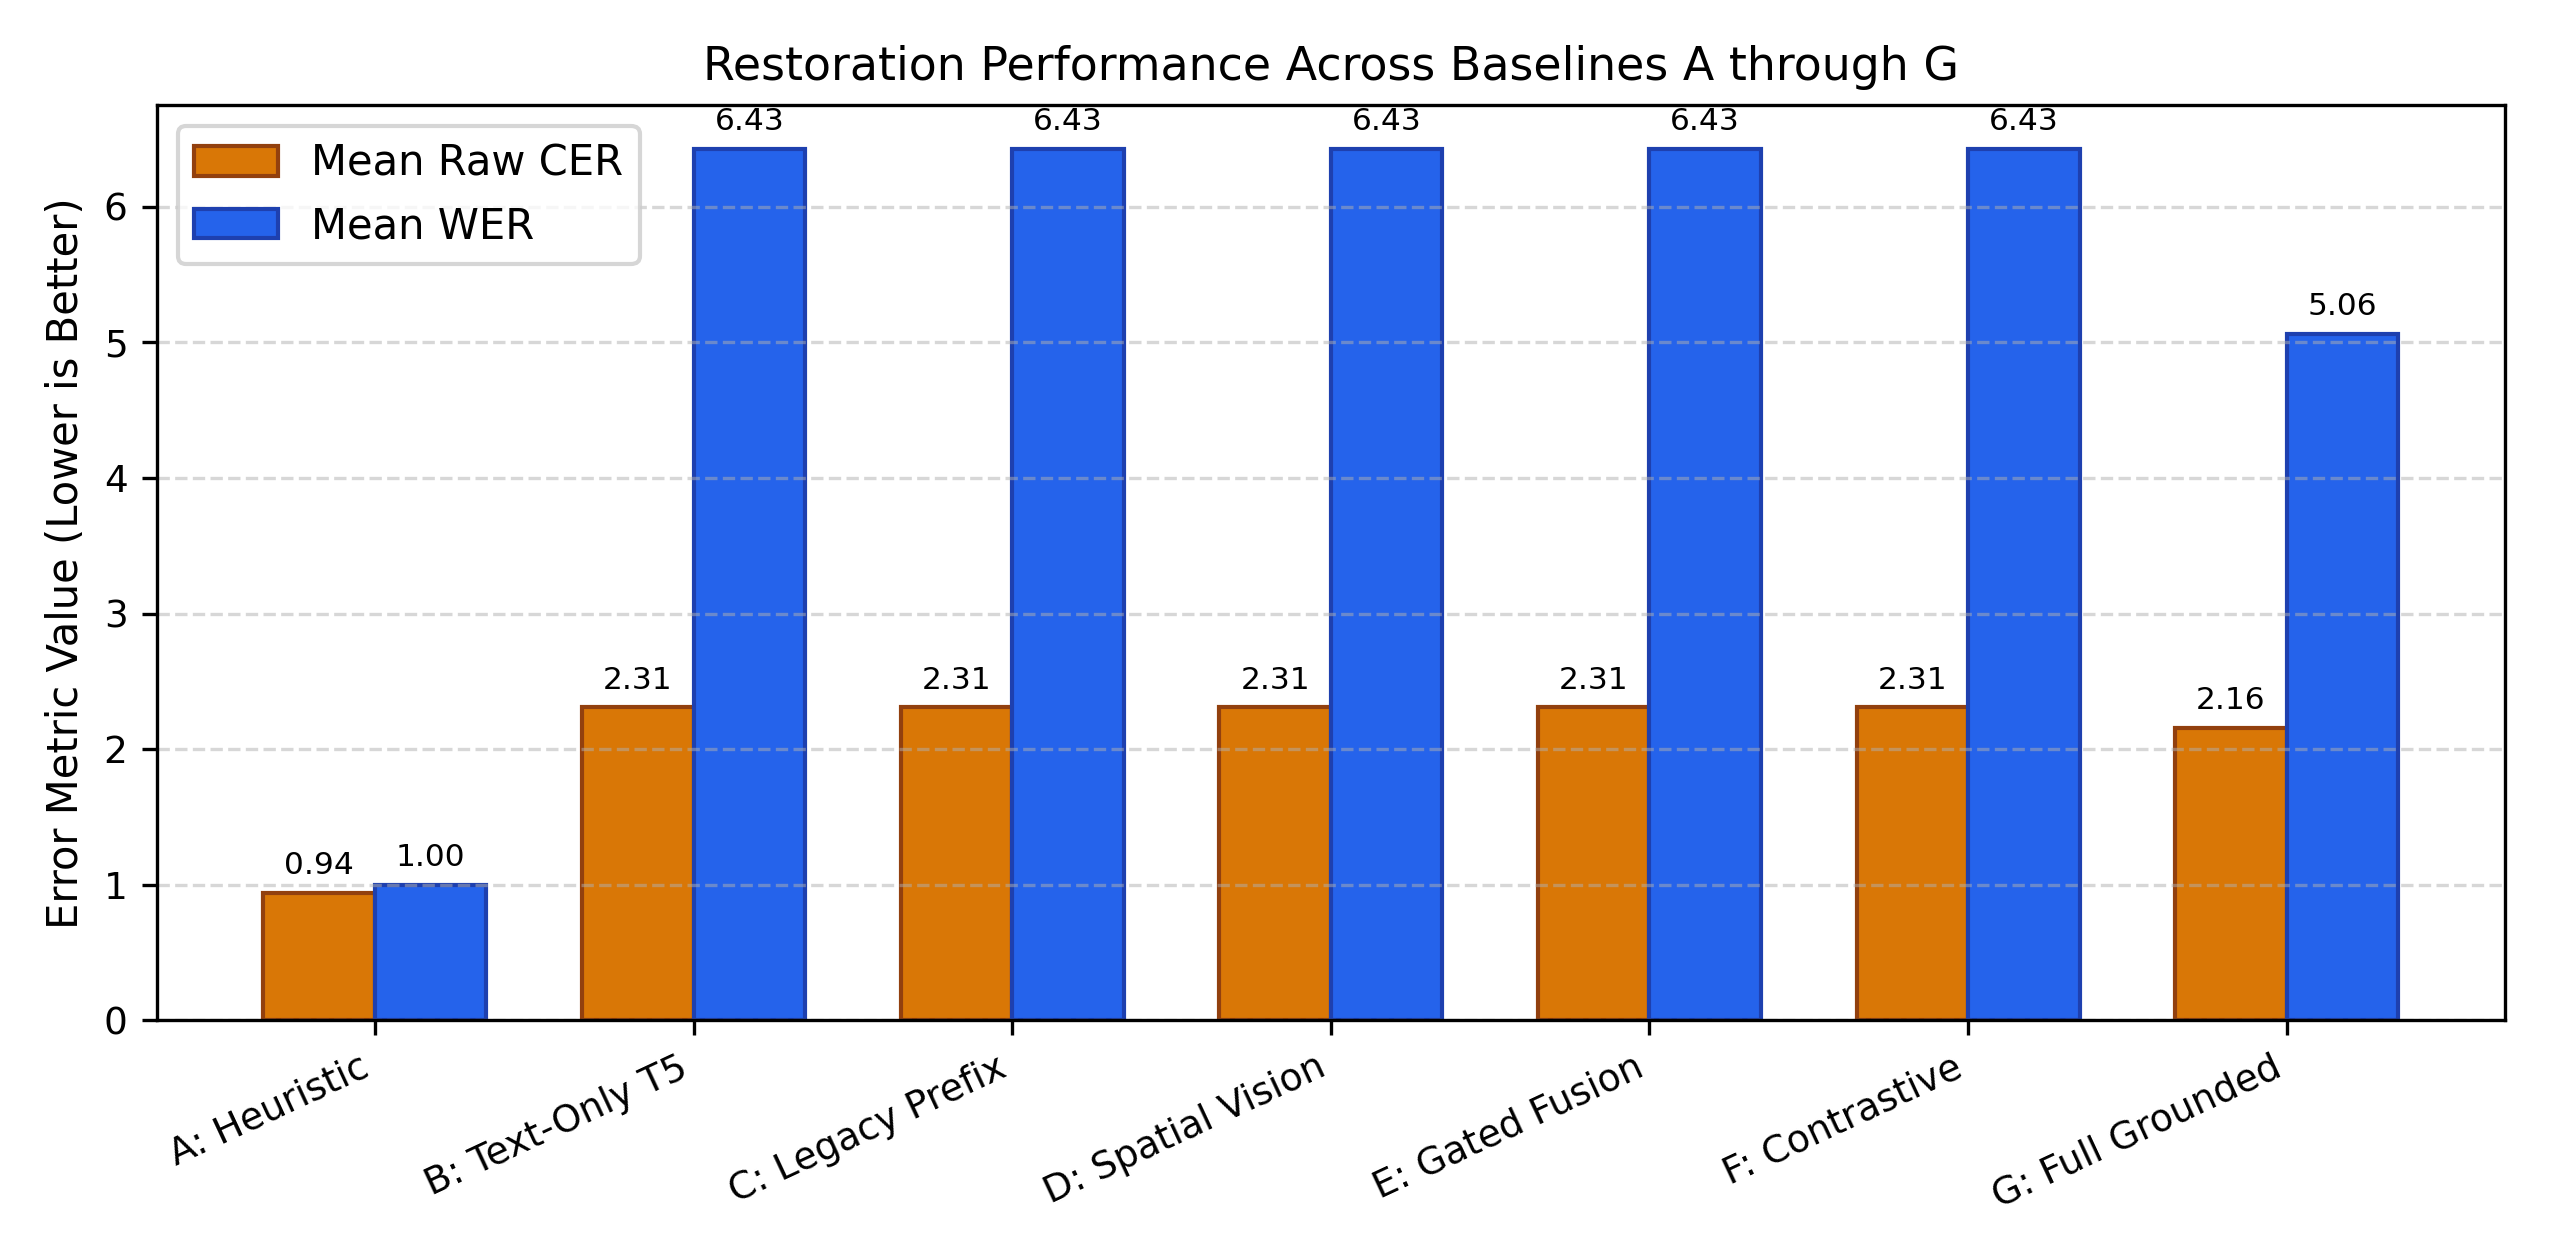 Restoration Performance Across Baselines A through G
Error Metric Value (Lower is Better)
Mean Raw CER
Mean WER
6
5
4
3
2
1
0
0.94 1.00
2.31 6.43
2.31 6.43
2.31 6.43
2.31 6.43
2.31 6.43
2.16 5.06
A: Heuristic
B: Text-Only T5
C: Legacy Prefix
D: Spatial Vision
E: Gated Fusion
F: Contrastive
G: Full Grounded